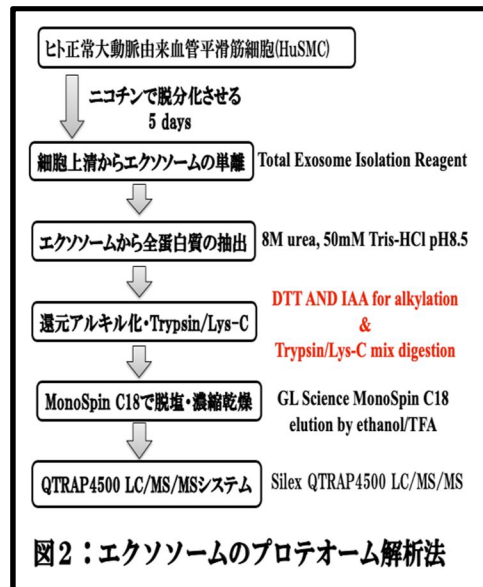 ヒト正常大動脈由来血管平滑筋細胞(HuSMC)
ニコチンで脱分化させる
5 days
細胞上清からエクソソームの単離
Total Exosome Isolation Reagent
エクソソームから全蛋白質の抽出
8M urea, 50mM Tris-HCl pH8.5
還元アルキル化・Trypsin/Lys-C
DTT AND IAA for alkylation
&
Trypsin/Lys-C mix digestion
MonoSpin C18で脱塩・濃縮乾燥
GL Science MonoSpin C18
elution by ethanol/TFA
QTRAP4500 LC/MS/MSシステム
Silex QTRAP4500 LC/MS/MS
図2：エクソソームのプロテオーム解析法